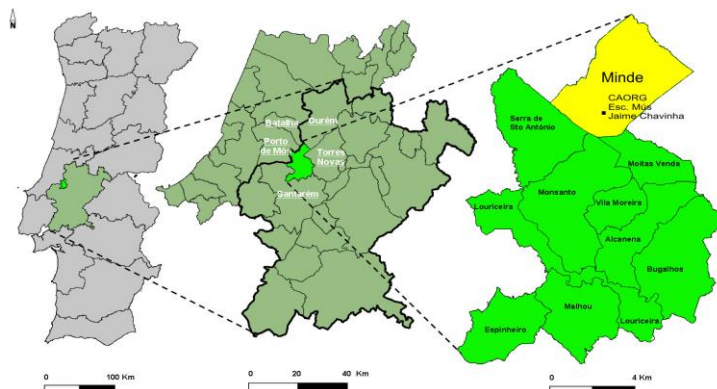 N
Batalha
Ourém
Porto
de Mós
Torres
Novas
Santarém
Minde
CAORG
Esc. Mús
Jaime Chavinha
Serra de
Sto António
Moitas Venda
Monsanto
Louriceira
Vila Moreira
Alcanena
Bugalhos
Malhou
Espinheiro
Louriceira
0 100 Km
0 20 40 Km
0 4 Km